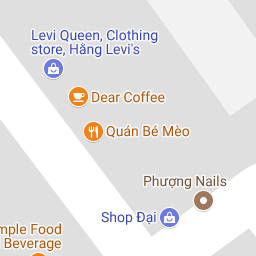 Levi Queen, Clothing
store, Hằng Levi's
Dear Coffee
Quán Bé Mèo
Phượng Nails
Shop Đại
mple Food
Beverage